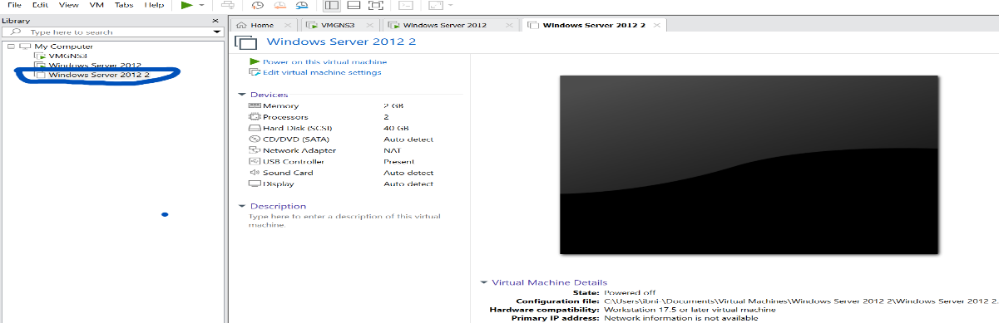 File Edit View VM Tabs Help
Library
Type here to search
My Computer
VMGNS3
Windows Server 2012
Windows Server 2012 2
Home VMGNS3 Windows Server 2012 Windows Server 2012 2
Windows Server 2012 2
Power on this virtual machine
Edit virtual machine settings
Devices
Memory 2 GB
Processors 2
Hard Disk (SCSI) 40 GB
CD/DVD (SATA) Auto detect
Network Adapter NAT
USB Controller Present
Sound Card Auto detect
Display Auto detect
Description
Type here to enter a description of this virtual
machine.
Virtual Machine Details
State: Powered off
Configuration file: C:\Users\ibni-\Documents\Virtual Machines\Windows Server 2012 2\Windows Server 2012 2.
Hardware compatibility: Workstation 17.5 or later virtual machine
Primary IP address: Network information is not available